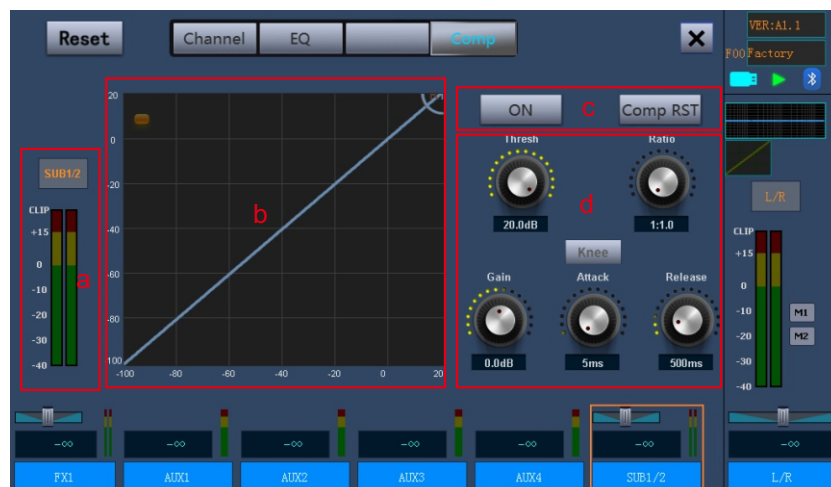 Reset
Channel
EQ
Comp
VER:A1.1
F00 Factory
SUB1/2
CLIP
+15
0
-10
-20
-30
-40
a
20
0
-20
-40
-60
-80
100
-100
-80
-60
-40
-20
0
20
b
ON
c
Comp RST
Thresh
Ratio
20.0dB
d
1:1.0
Knee
Gain
Attack
Release
0.0dB
5ms
500ms
L/R
CLIP
+15
0
-10
-20
-30
-40
M1
M2
-∞
-∞
-∞
-∞
-∞
-∞
-∞
FX1
AUX1
AUX2
AUX3
AUX4
SUB1/2
L/R